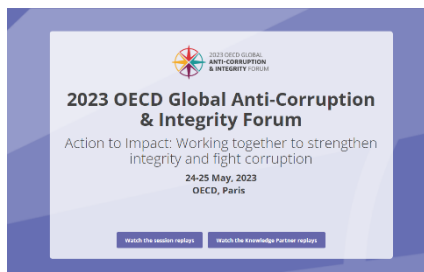 2023 OECD GLOBAL
ANTI-CORRUPTION
& INTEGRITY FORUM
2023 OECD Global Anti-Corruption
& Integrity Forum
Action to Impact: Working together to strengthen
integrity and fight corruption
24-25 May, 2023
OECD, Paris
Watch the session replays
Watch the Knowledge Partner replays